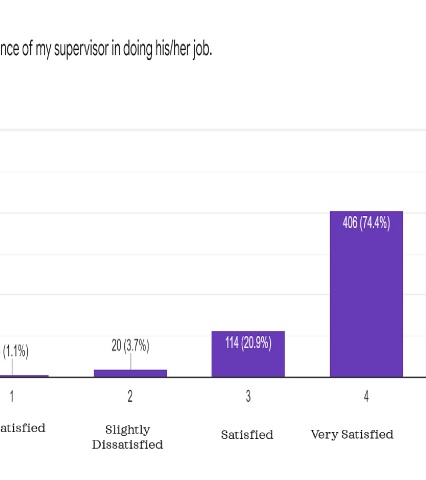 nce of my supervisor in doing his/her job.
406 (74.4%)
114 (20.9%)
20 (3.7%)
(1.1%)
1 2 3 4
atisfied Slightly Dissatisfied Satisfied Very Satisfied